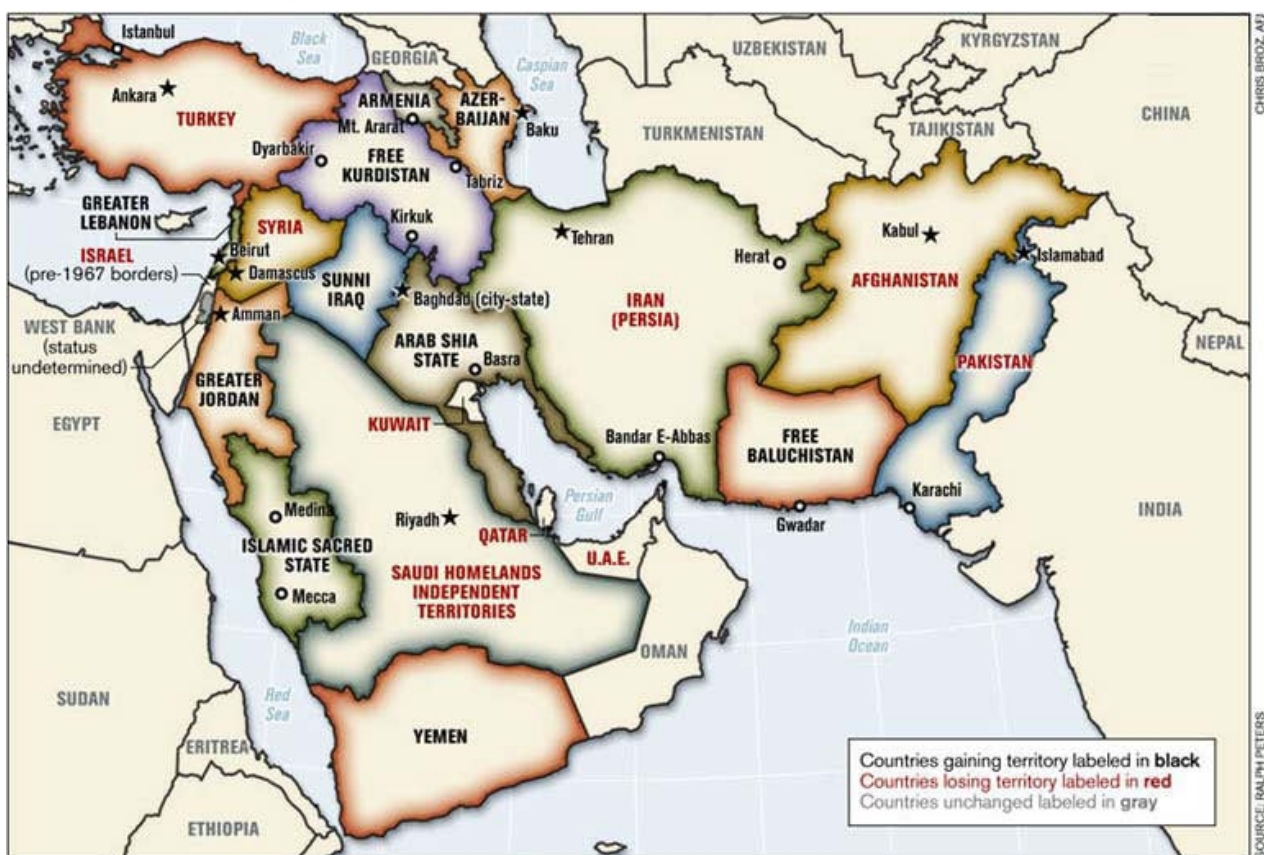 CHRIS BROZ, AFJ
Istanbul
Black
Sea
GEORGIA
Caspian
Sea
UZBEKISTAN
KYRGYZSTAN
Ankara
TURKEY
ARMENIA
Mt. Ararat
AZER-
BAIJAN
Baku
TURKMENISTAN
TAJIKISTAN
CHINA
Dyarbakir
FREE
KURDISTAN
Tabriz
GREATER
LEBANON
SYRIA
Kirkuk
Tehran
Herat
Kabul
Islamabad
ISRAEL
(pre-1967 borders)
Beirut
Damascus
SUNNI
IRAQ
Baghdad (city-state)
IRAN
(PERSIA)
AFGHANISTAN
WEST BANK
(status
undetermined)
Amman
ARAB SHIA
STATE
Basra
PAKISTAN
NEPAL
GREATER
JORDAN
EGYPT
KUWAIT
Bandar E-Abbas
FREE
BALUCHISTAN
Karachi
Medina
Riyadh
Persian
Gulf
Gwadar
INDIA
ISLAMIC SACRED
STATE
QATAR
U.A.E.
Mecca
SAUDI HOMELANDS
INDEPENDENT
TERRITORIES
Indian
Ocean
OMAN
SUDAN
Red
Sea
YEMEN
ERITREA
ETHIOPIA
Countries gaining territory labeled in black
Countries losing territory labeled in red
Countries unchanged labeled in gray
SOURCE: RALPH PETERS